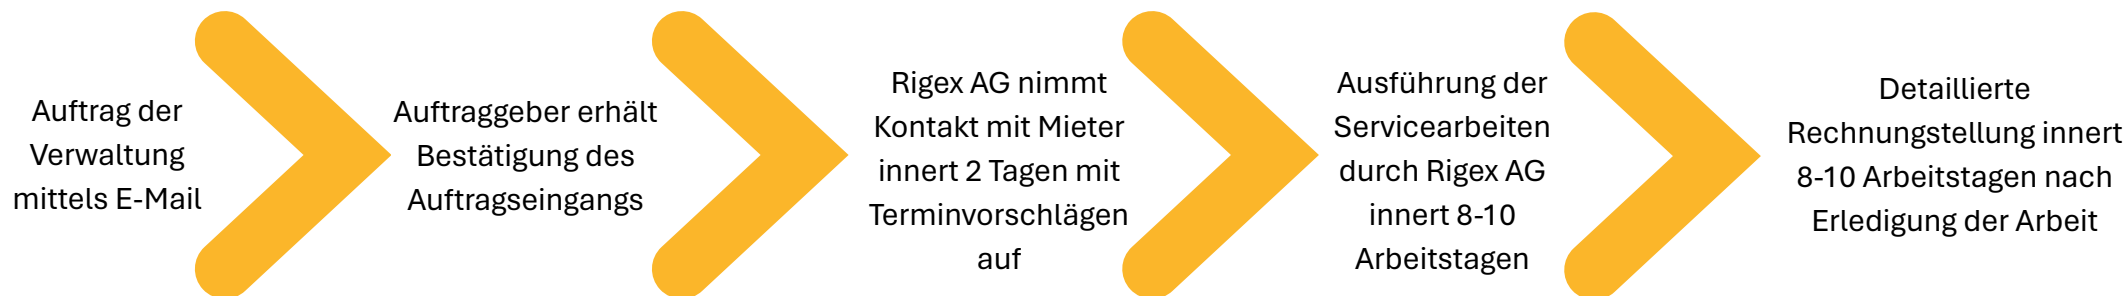 Auftrag der
Verwaltung
mittels E-Mail
Auftraggeber erhält
Bestätigung des
Auftragseingangs
Rigex AG nimmt
Kontakt mit Mieter
innert 2 Tagen mit
Terminvorschlägen
auf
Ausführung der
Servicearbeiten
durch Rigex AG
innert 8-10
Arbeitstagen
Detaillierte
Rechnungstellung innert
8-10 Arbeitstagen nach
Erledigung der Arbeit